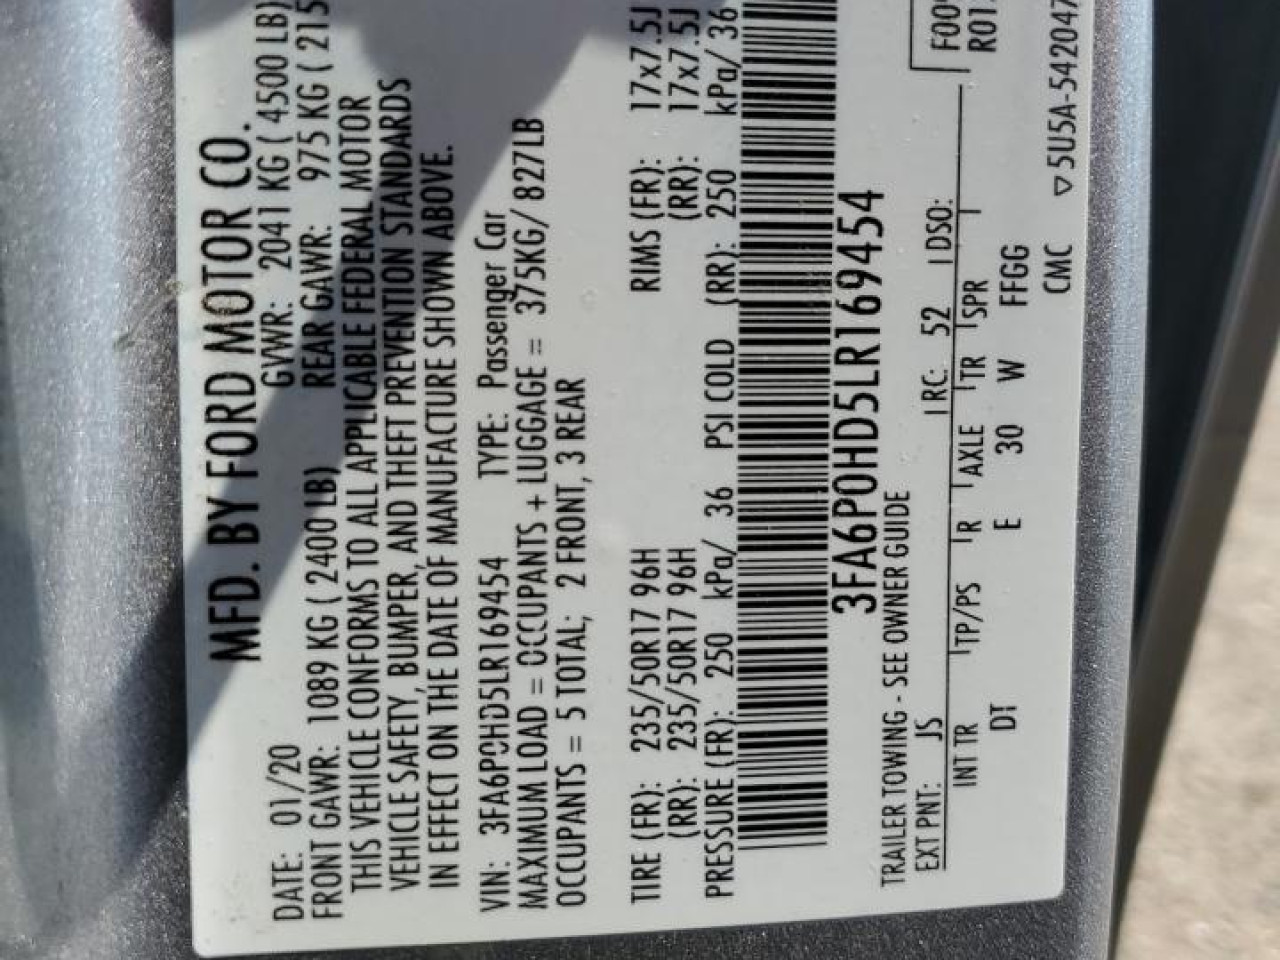 MFD. BY FORD MOTOR CO.
DATE: 01/20 GVWR: 2041 KG ( 4500 LB)
FRONT GAWR: 1089 KG ( 2400 LB) REAR GAWR: 975 KG ( 215
THIS VEHICLE CONFORMS TO ALL APPLICABLE FEDERAL MOTOR
VEHICLE SAFETY, BUMPER, AND THEFT PREVENTION STANDARDS
IN EFFECT ON THE DATE OF MANUFACTURE SHOWN ABOVE.
VIN: 3FA6P0HD5LR169454 TYPE: Passenger Car
MAXIMUM LOAD = OCCUPANTS + LUGGAGE = 375KG/ 827LB
OCCUPANTS = 5 TOTAL; 2 FRONT, 3 REAR
TIRE (FR): 235/50R17 96H RIMS (FR): 17x7.5J
(RR): 235/50R17 96H (RR): 17x7.5J
PRESSURE (FR): 250 kPa/ 36 PSI COLD (RR): 250 kPa/ 36
3FA6P0HD5LR169454
TRAILER TOWING - SEE OWNER GUIDE
EXT PNT: JS RC: 52 DSO:
INT TR TP/PS R AXLE TR SPR
DT E 30 W FFGG
CMC ▽5U5A-5420472
F009
R01